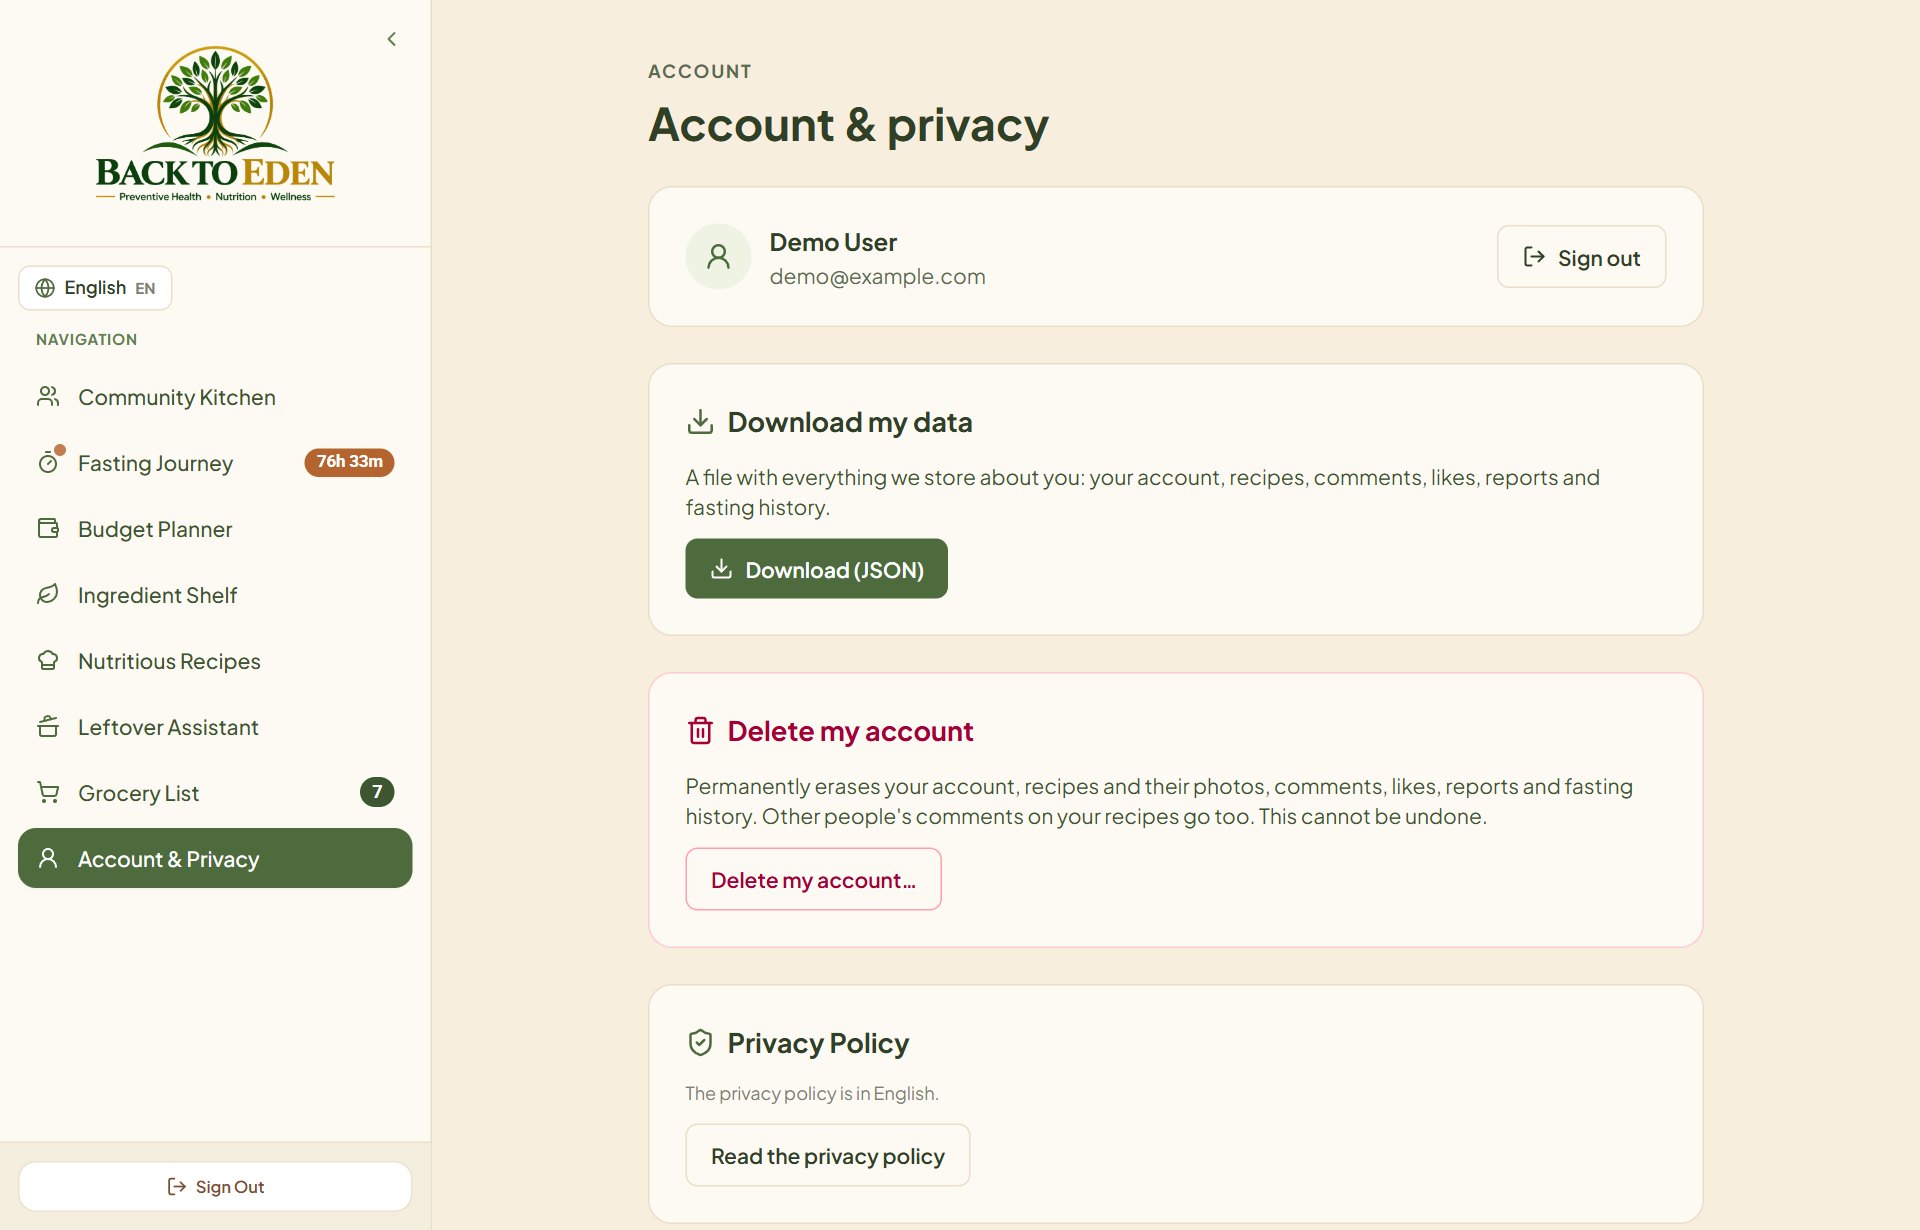 BACK TO EDEN
Preventive Health • Nutrition • Wellness
English EN
NAVIGATION
Community Kitchen
Fasting Journey 76h 33m
Budget Planner
Ingredient Shelf
Nutritious Recipes
Leftover Assistant
Grocery List 7
Account & Privacy
Sign Out
ACCOUNT
Account & privacy
Demo User
demo@example.com
Sign out
Download my data
A file with everything we store about you: your account, recipes, comments, likes, reports and
fasting history.
Download (JSON)
Delete my account
Permanently erases your account, recipes and their photos, comments, likes, reports and fasting
history. Other people's comments on your recipes go too. This cannot be undone.
Delete my account…
Privacy Policy
The privacy policy is in English.
Read the privacy policy